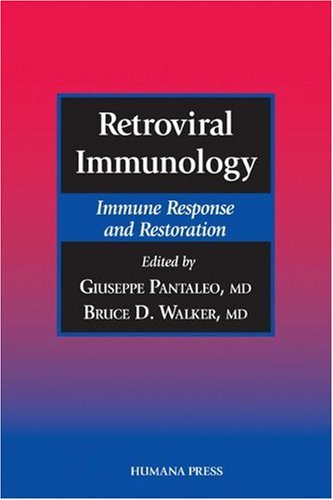 Retroviral
Immunology
Immune Response
and Restoration
Edited by
GIUSEPPE PANTALEO, MD
BRUCE D. WALKER, MD
HUMANA PRESS